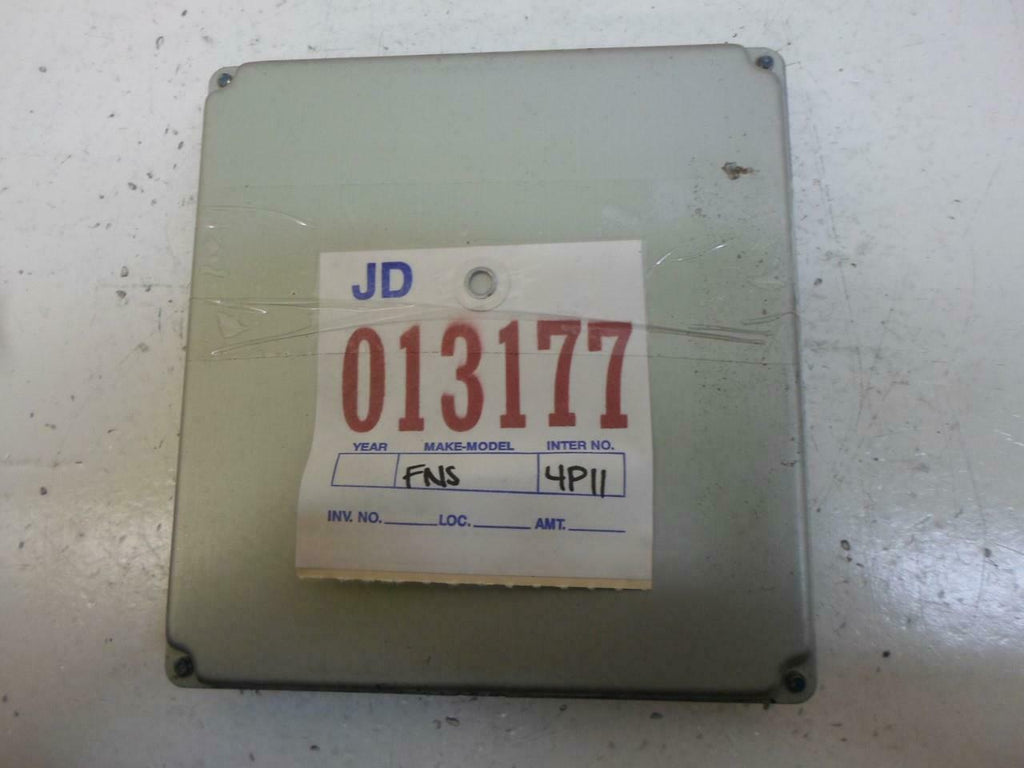 JD
013177
YEAR MAKE-MODEL INTER NO.
FNS 4P11
INV. NO. LOC. AMT.